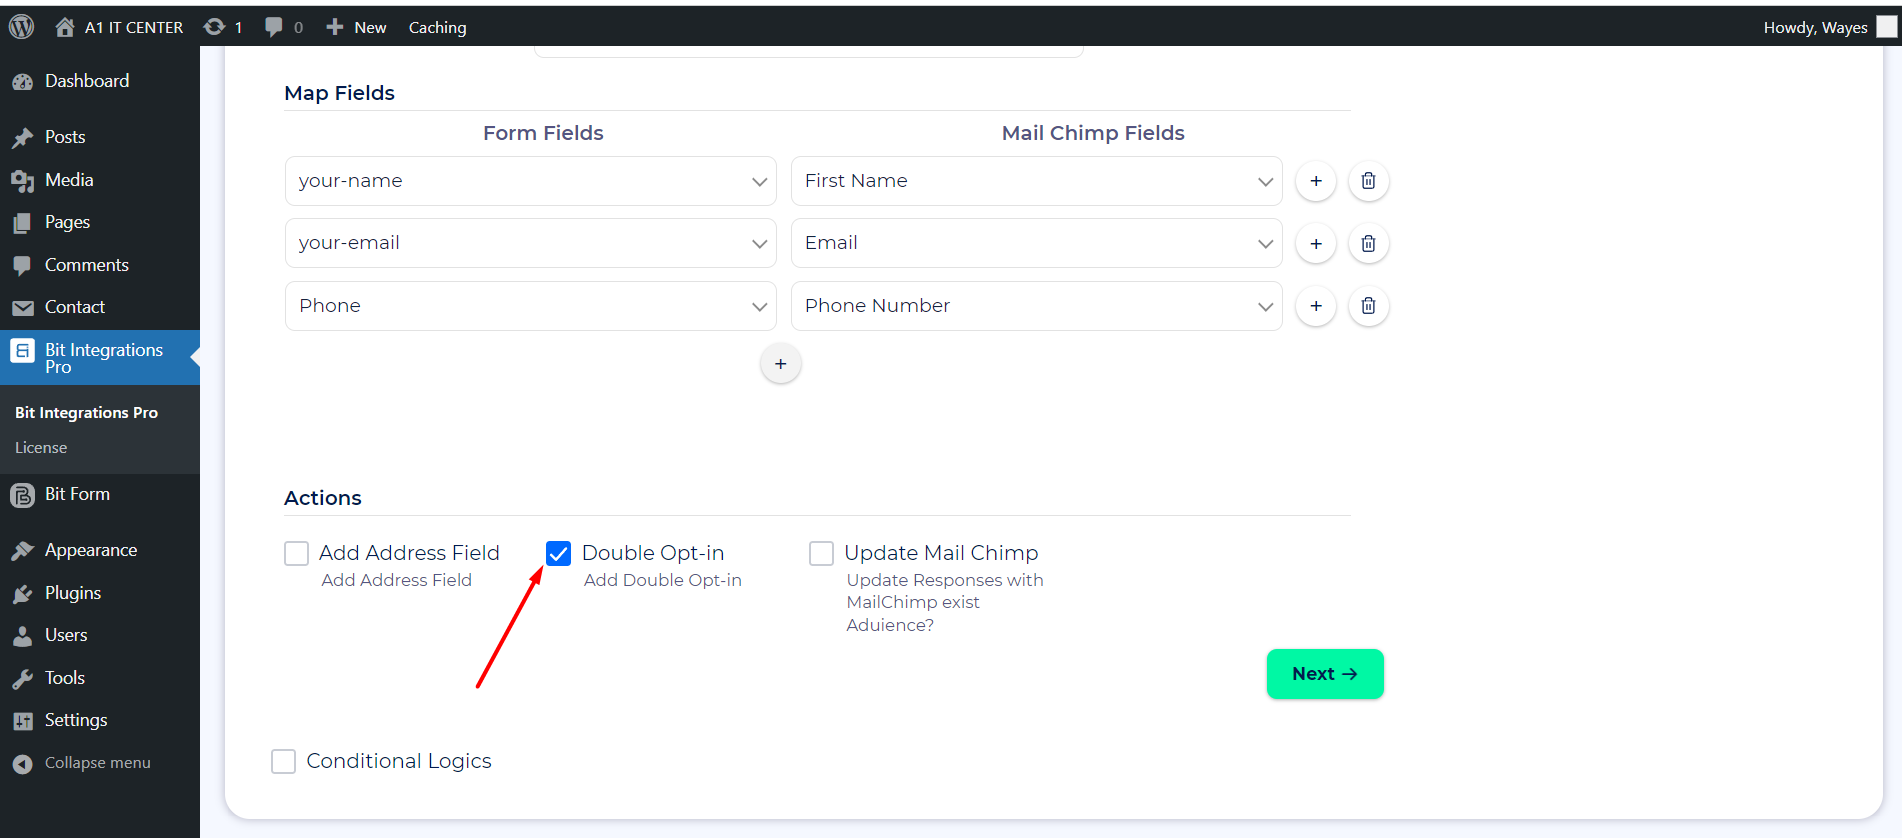 A1 IT CENTER 1 0 New Caching Howdy, Wayes
Dashboard
Posts
Media
Pages
Comments
Contact
Bit Integrations
Pro
Bit Integrations Pro
License
Bit Form
Appearance
Plugins
Users
Tools
Settings
Collapse menu
Map Fields
Form Fields Mail Chimp Fields
your-name First Name
your-email Email
Phone Phone Number
Actions
Add Address Field
Add Address Field
Double Opt-in
Add Double Opt-in
Update Mail Chimp
Update Responses with
MailChimp exist
Aduience?
Next
Conditional Logics